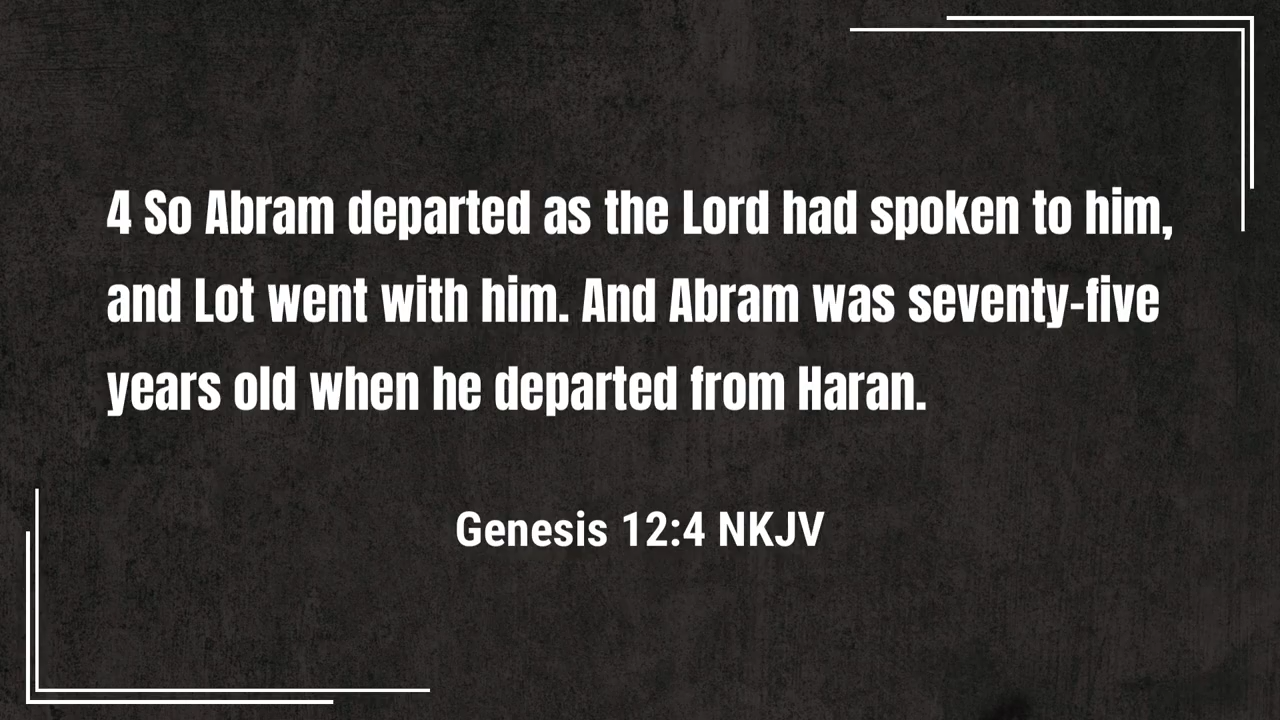 4 So Abram departed as the Lord had spoken to him,
and Lot went with him. And Abram was seventy-five
years old when he departed from Haran.
Genesis 12:4 NKJV